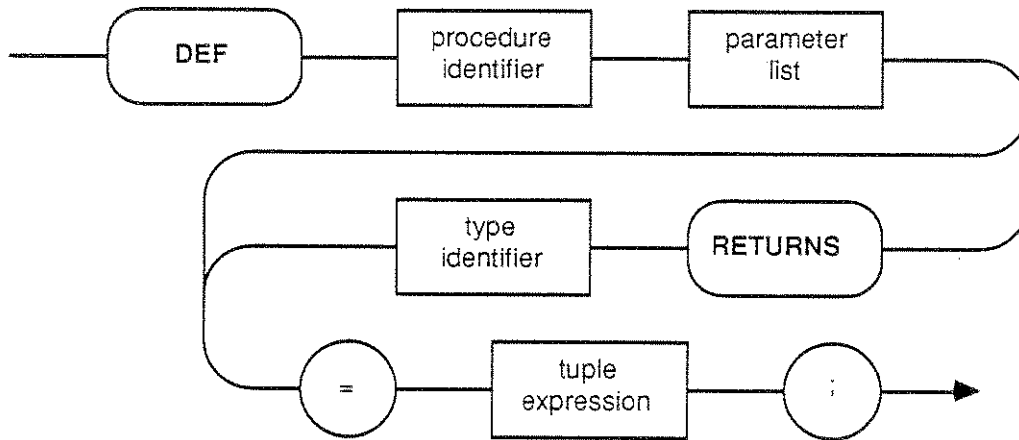 DEF
procedure
identifier
parameter
list
type
identifier
RETURNS
=
tuple
expression
;